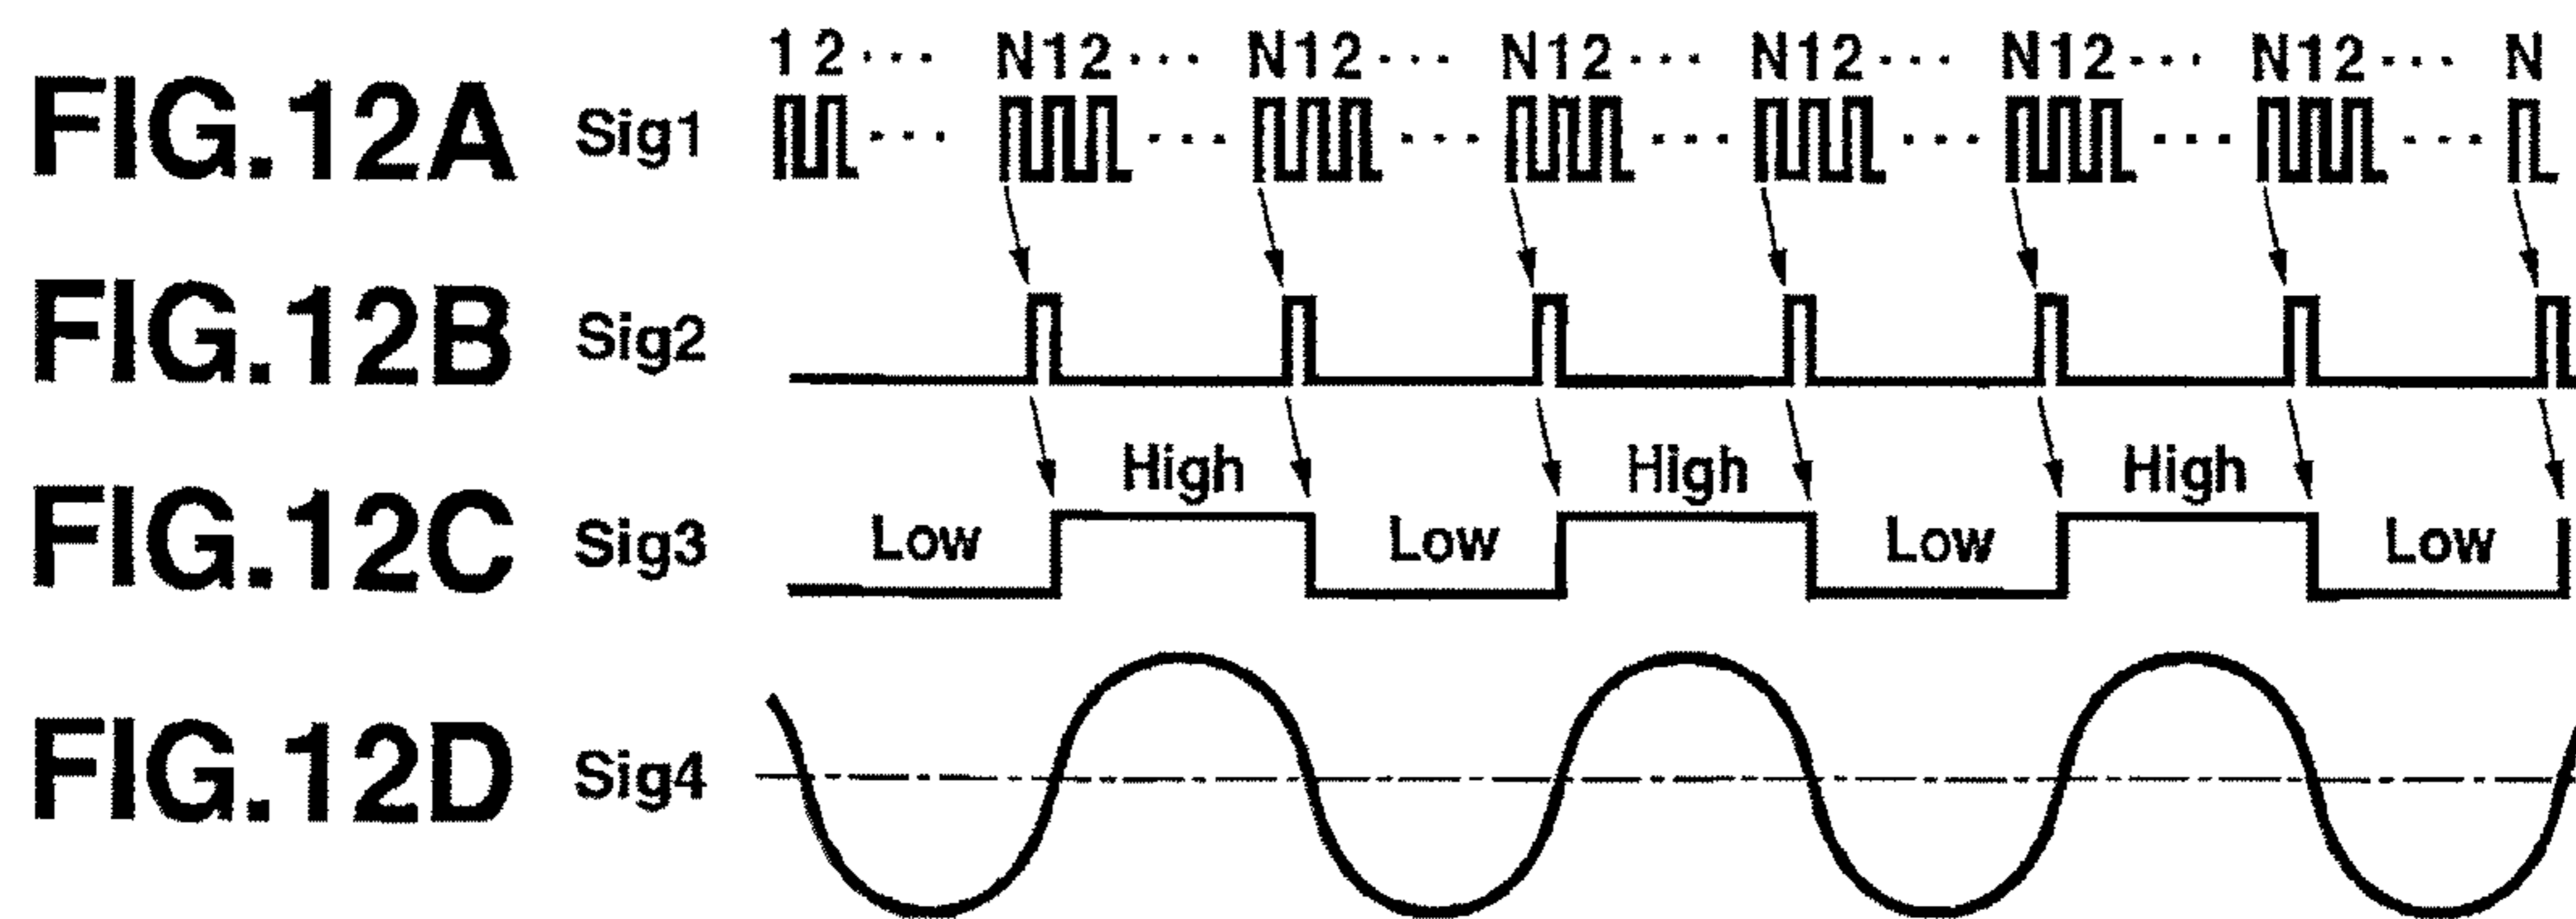 1 2 ··· N 1 2 ··· N 1 2 ··· N 1 2 ··· N 1 2 ··· N 1 2 ··· N 1 2 ··· N
FIG.12A Sig1 ··· ··· ··· ··· ··· ··· ···
FIG.12B Sig2
High High High
FIG.12C Sig3 Low Low Low Low
FIG.12D Sig4